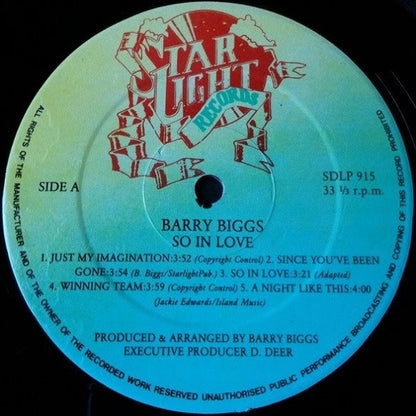 STAR
LIGHT
RECORDS
SIDE A
SDLP 915
33 ⅓ r.p.m.
BARRY BIGGS
SO IN LOVE
1. JUST MY IMAGINATION:3:52 (Copyright Control) 2. SINCE YOU'VE BEEN
GONE:3:54 (B. Biggs/StarlightPub.) 3. SO IN LOVE:3:21 (Adapted)
4. WINNING TEAM:3:59 (Copyright Control) 5. A NIGHT LIKE THIS:4:00
(Jackie Edwards/Island Music)
PRODUCED & ARRANGED BY BARRY BIGGS
EXECUTIVE PRODUCER D. DEER
ALL RIGHTS OF THE MANUFACTURER AND OF THE OWNER OF THE RECORDED WORK RESERVED UNAUTHORISED PUBLIC PERFORMANCE BROADCASTING AND COPYING OF THIS RECORD PROHIBITED